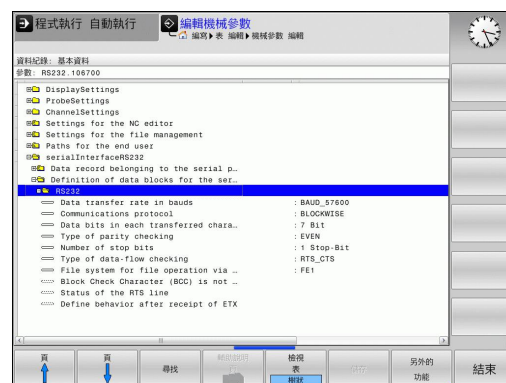 程式執行 自動執行
編輯機械參數
編寫 表 編輯 機械參數 編輯
資料紀錄: 基本資料
參數: RS232.106700
DisplaySettings
ProbeSettings
ChannelSettings
Settings for the NC editor
Settings for the file management
Paths for the end user
serialInterfaceRS232
Data record belonging to the serial p…
Definition of data blocks for the ser…
RS232
Data transfer rate in bauds : BAUD_57600
Communications protocol : BLOCKWISE
Data bits in each transferred chara… : 7 Bit
Type of parity checking : EVEN
Number of stop bits : 1 Stop-Bit
Type of data-flow checking : RTS_CTS
File system for file operation via … : FE1
Block Check Character (BCC) is not …
Status of the RTS line
Define behavior after receipt of ETX
頁
頁
尋找
檢視
表
樹狀
另外的
功能
結束